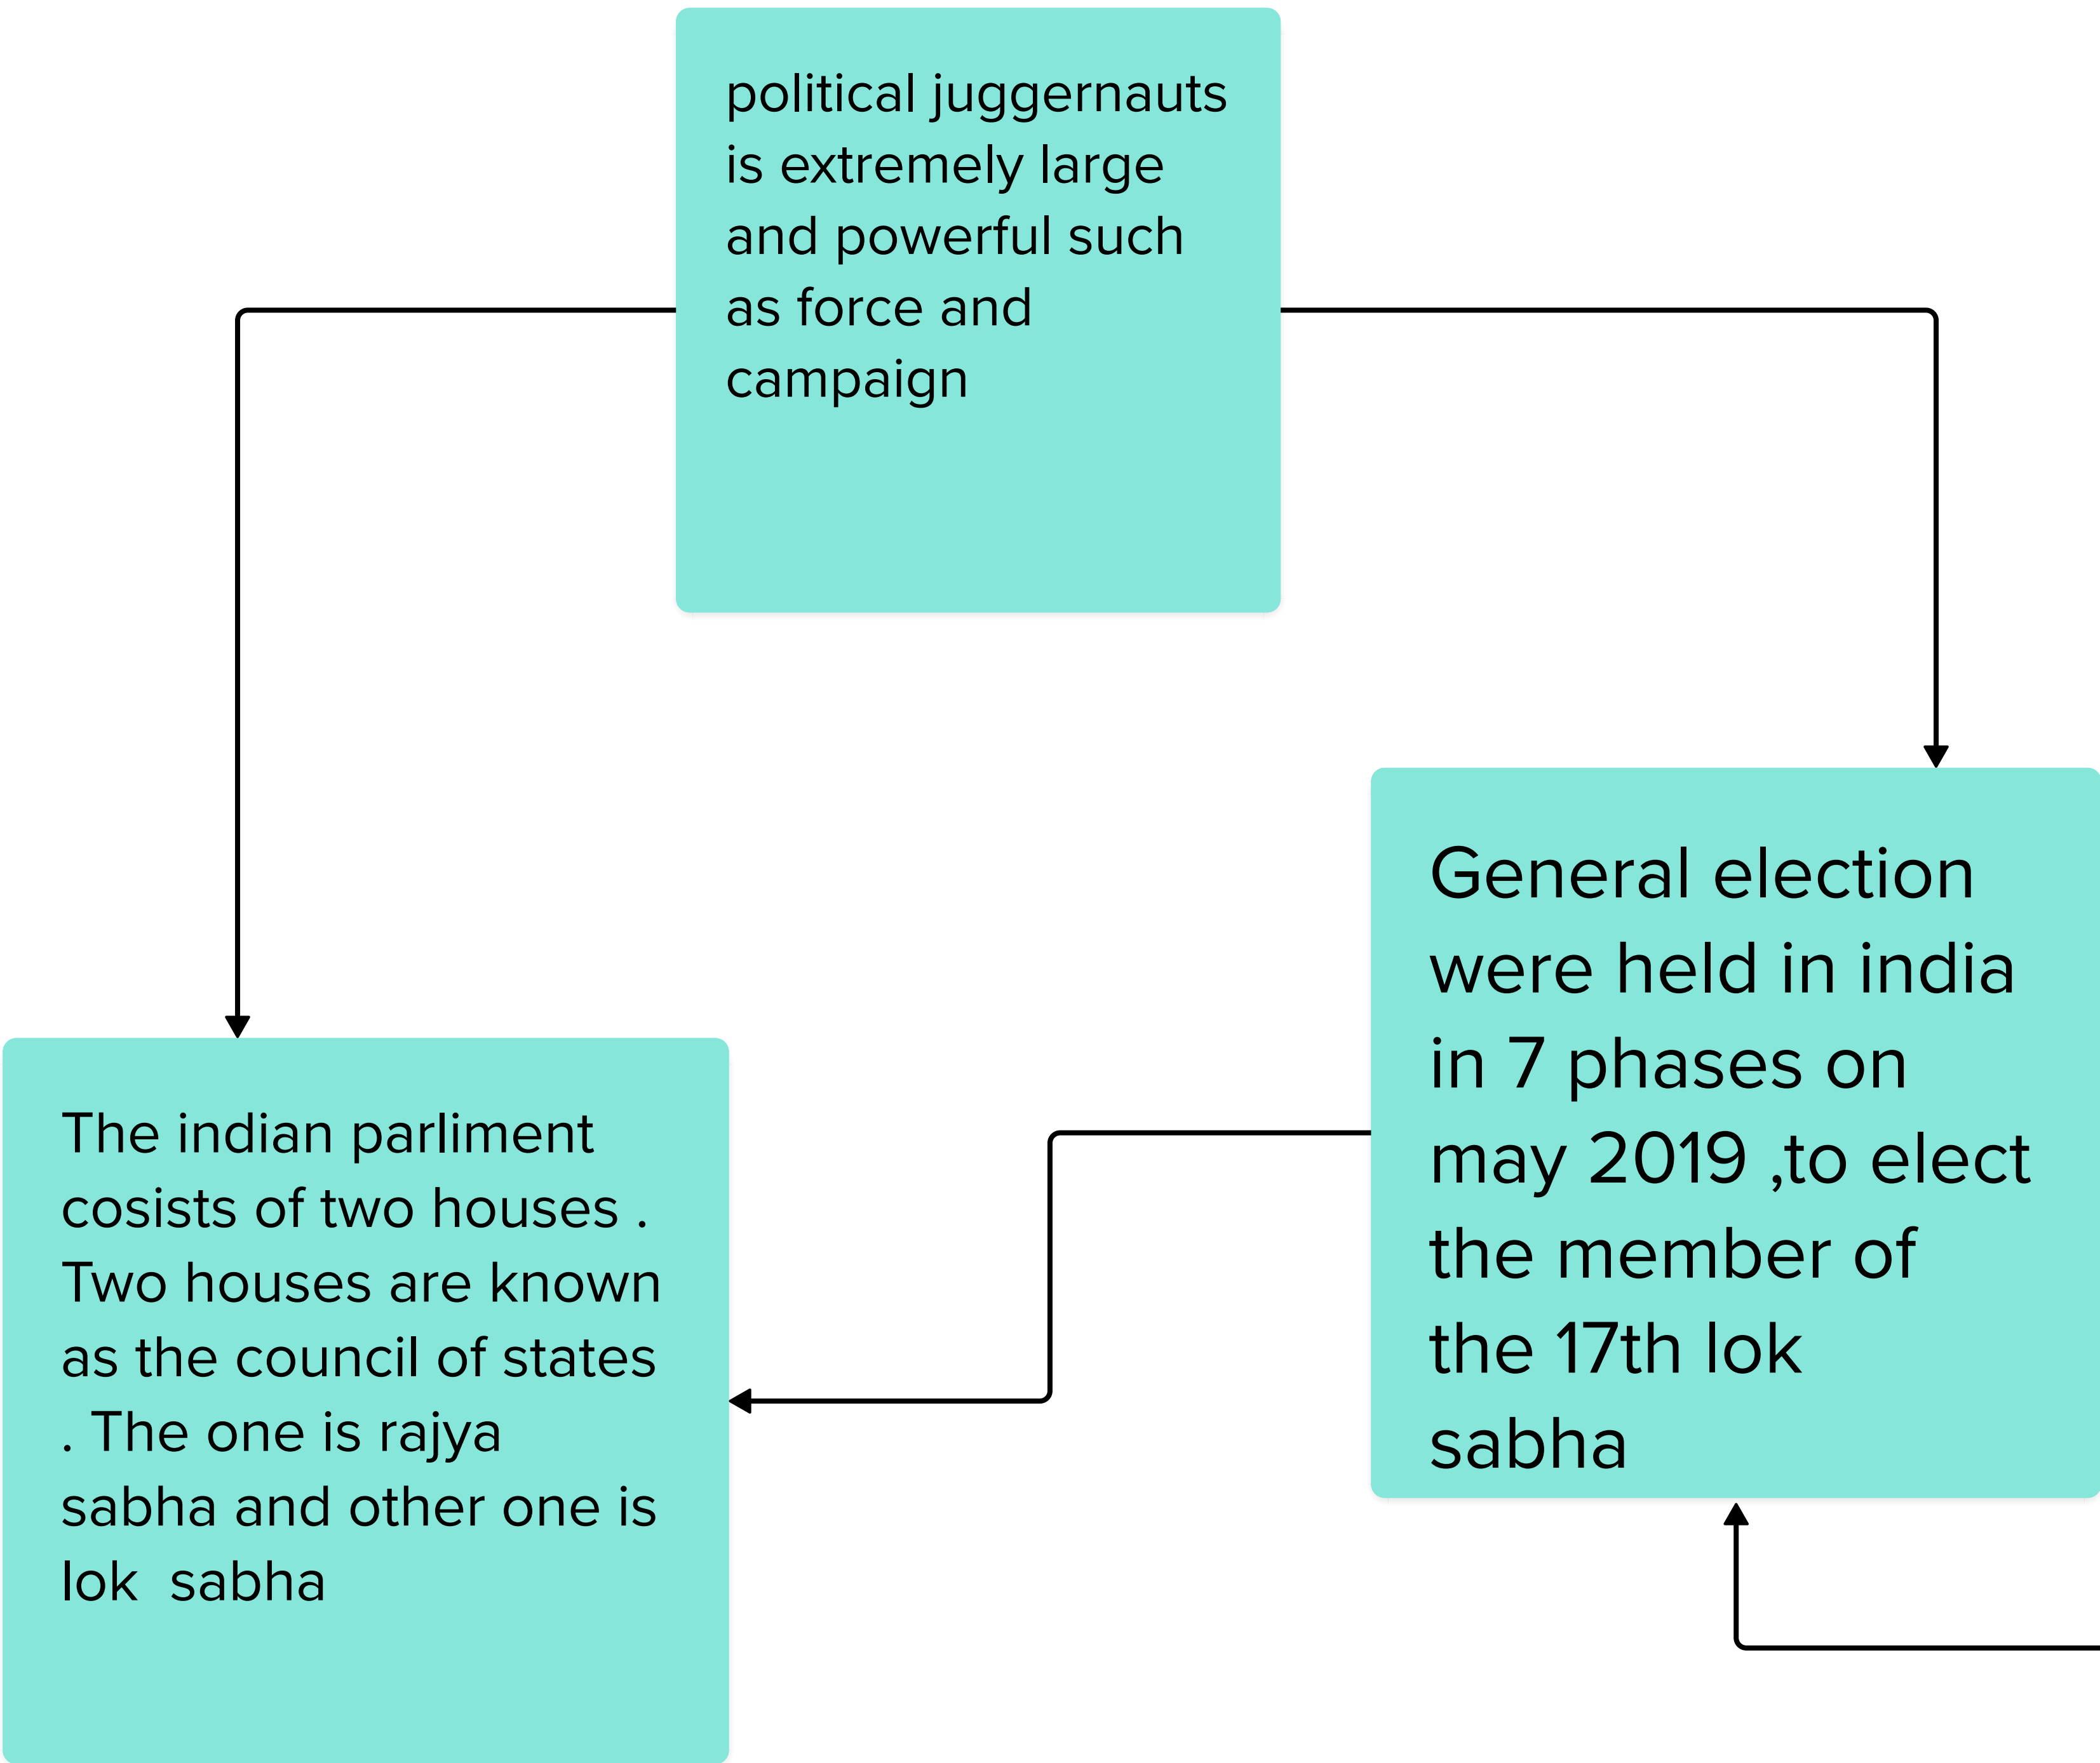 political juggernauts
is extremely large
and powerful such
as force and
campaign
General election
were held in india
in 7 phases on
may 2019 ,to elect
the member of
the 17th lok
sabha
The indian parliment
cosists of two houses .
Two houses are known
as the council of states
. The one is rajya
sabha and other one is
lok  sabha